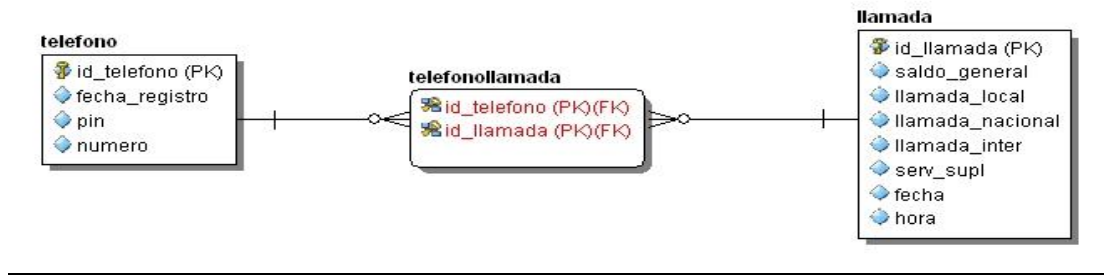 telefono
id_telefono (PK)
fecha_registro
pin
numero
telefonollamada
id_telefono (PK)(FK)
id_llamada (PK)(FK)
llamada
id_llamada (PK)
saldo_general
llamada_local
llamada_nacional
llamada_inter
serv_supl
fecha
hora